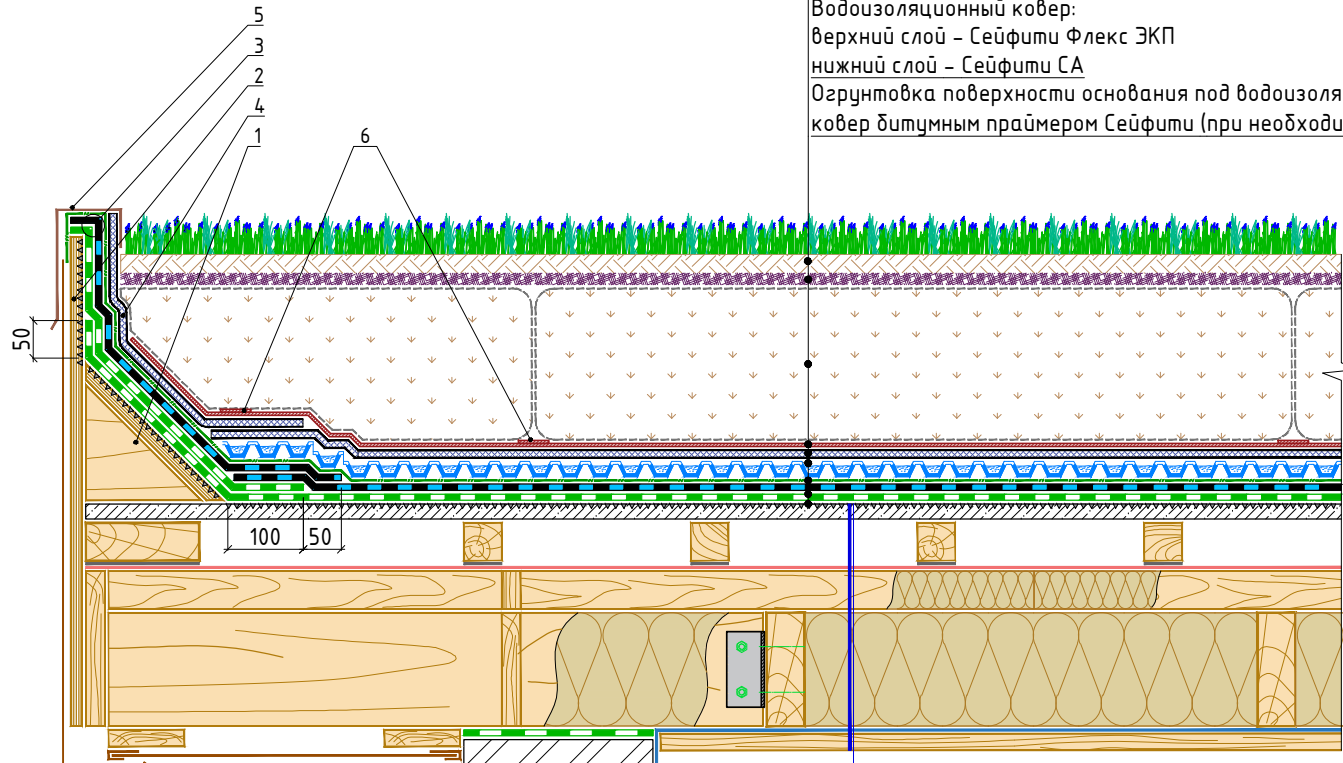 Водоизоляционный ковер:
верхний слой - Сейфити Флекс ЭКП
нижний слой - Сейфити СА
Огрунтовка поверхности основания под водоизоля
ковер битумным праймером Сейфити (при необходи
5
3
2
4
1
6
50
100
50